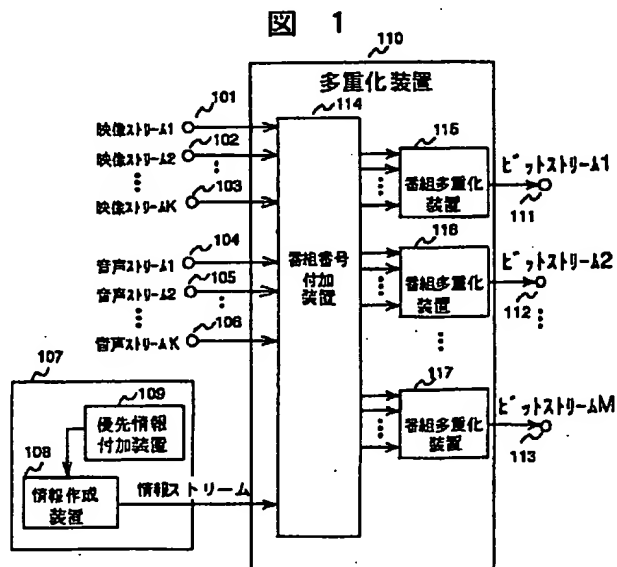 図 1
110
多重化装置
101
映像ストリーム1
102
映像ストリーム2
103
映像ストリームK
104
音声ストリーム1
105
音声ストリーム2
106
音声ストリームK
114
番組番号
付加
装置
115
番組多重化
装置
ビットストリーム1
111
116
番組多重化
装置
ビットストリーム2
112
117
番組多重化
装置
ビットストリームM
113
107
109
優先情報
付加装置
108
情報作成
装置
情報ストリーム